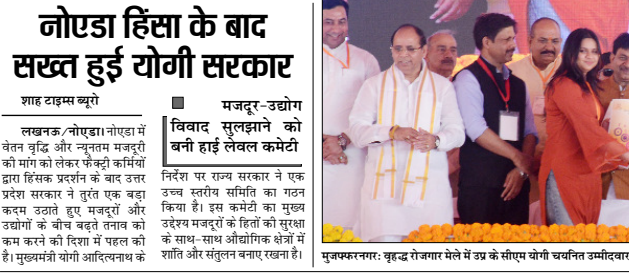 नोएडा हिंसा के बाद
सख्त हुई योगी सरकार
शाह टाइम्स ब्यूरो
लखनऊ/नोएडा। नोएडा में
वेतन वृद्धि और न्यूनतम मजदूरी
की मांग को लेकर फैक्ट्री कर्मियों
द्वारा हिंसक प्रदर्शन के बाद उत्तर
प्रदेश सरकार ने तुरंत एक बड़ा
कदम उठाते हुए मजदूरों और
उद्योगों के बीच बढ़ते तनाव को
कम करने की दिशा में पहल की
है। मुख्यमंत्री योगी आदित्यनाथ के
मजदूर-उद्योग
विवाद सुलझाने को
बनी हाई लेवल कमेटी
निर्देश पर राज्य सरकार ने एक
उच्च स्तरीय समिति का गठन
किया है। इस कमेटी का मुख्य
उद्देश्य मजदूरों के हितों की सुरक्षा
के साथ-साथ औद्योगिक क्षेत्रों में
शांति और संतुलन बनाए रखना है।
मुजफ्फरनगर: वृहद्ध रोजगार मेले में उप्र के सीएम योगी चयनित उम्मीदवार